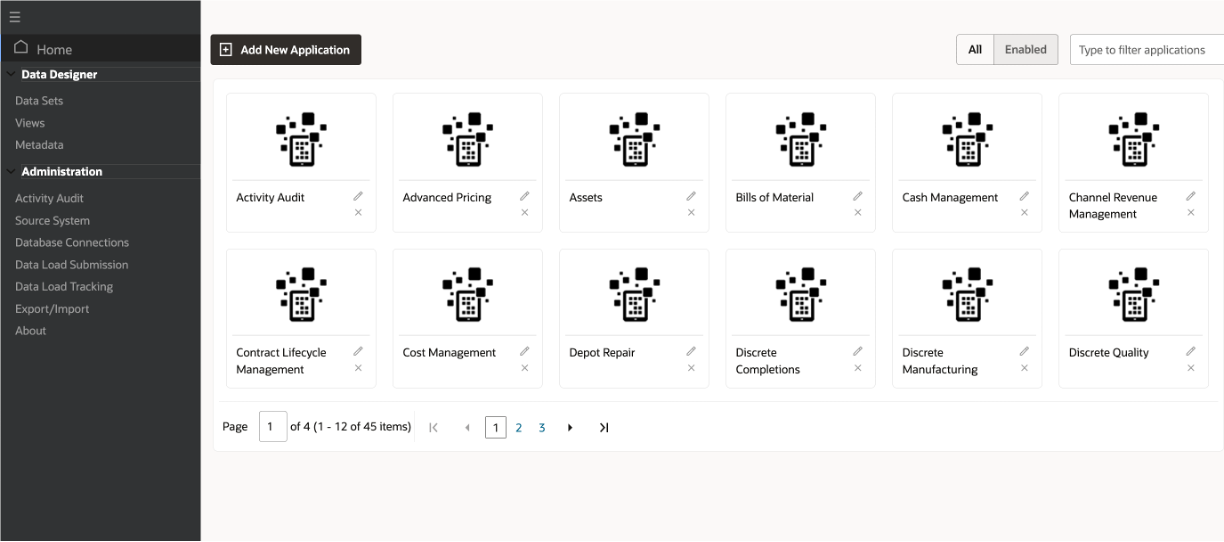 Home
Data Designer
Data Sets
Views
Metadata
Administration
Activity Audit
Source System
Database Connections
Data Load Submission
Data Load Tracking
Export/Import
About
Add New Application
All Enabled Type to filter applications
Activity Audit
Advanced Pricing
Assets
Bills of Material
Cash Management
Channel Revenue
Management
Contract Lifecycle
Management
Cost Management
Depot Repair
Discrete
Completions
Discrete
Manufacturing
Discrete Quality
Page 1 of 4 (1 - 12 of 45 items) 1 2 3